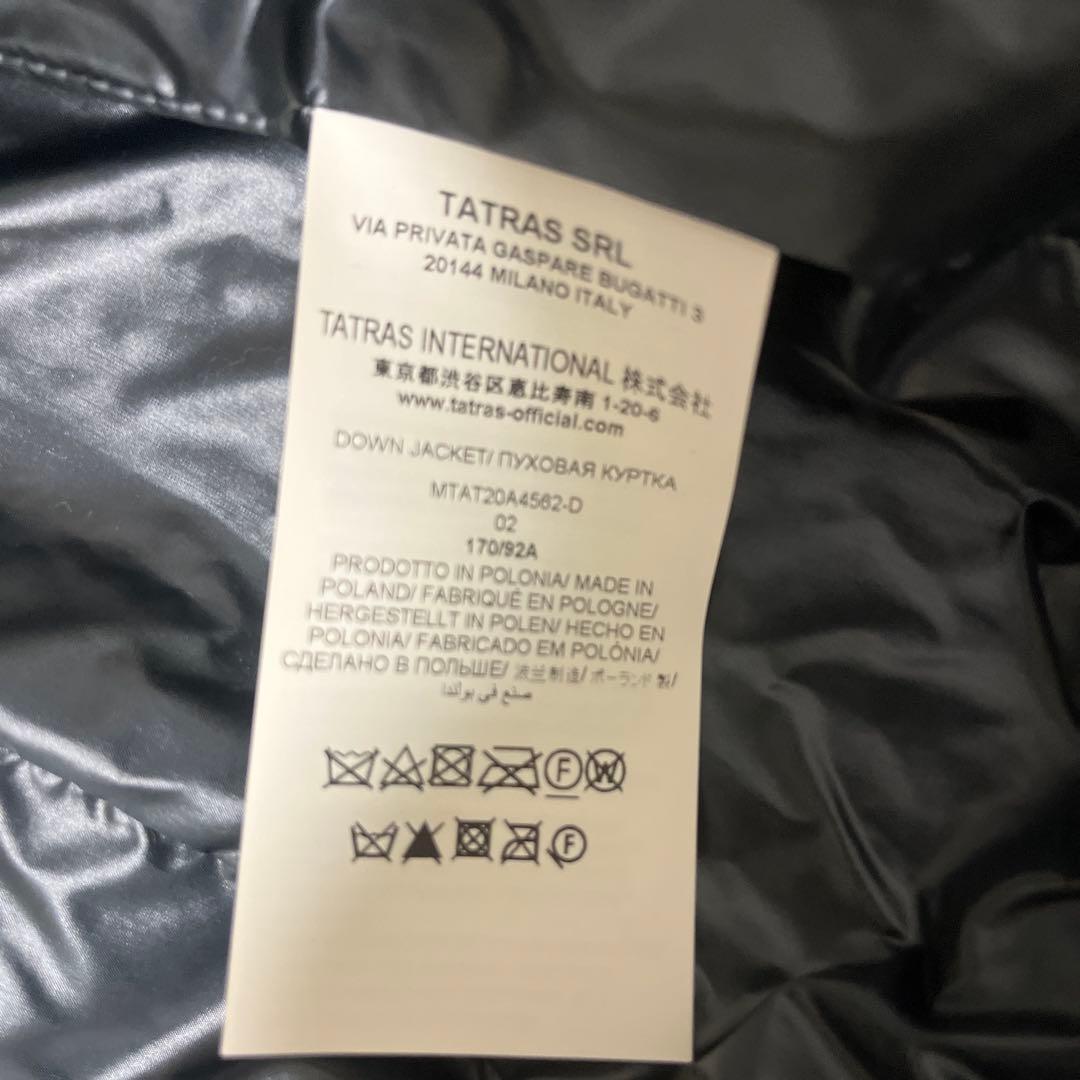 TATRAS SRL
VIA PRIVATA GASPARE BUGATTI 3
20144 MILANO ITALY
TATRAS INTERNATIONAL 株式会社
東京都渋谷区恵比寿南 1-20-6
www.tatras-official.com
DOWN JACKET/ ПУХОВАЯ КУРТКА
MTAT20A4562-D
02
170/92A
PRODOTTO IN POLONIA/ MADE IN
POLAND/ FABRIQUÉ EN POLOGNE/
HERGESTELLT IN POLEN/ HECHO EN
POLONIA/ FABRICADO EM POLÓNIA/
СДЕЛАНО В ПОЛЬШЕ/ 波兰制造/ ポーランド 製/
صنع في بولندا
F W
F